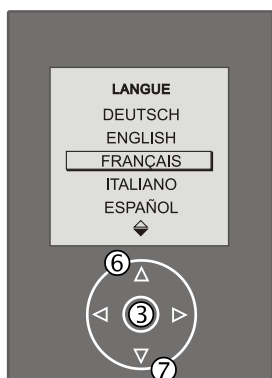 LANGUE
DEUTSCH
ENGLISH
FRANÇAIS
ITALIANO
ESPAÑOL
6
3
7